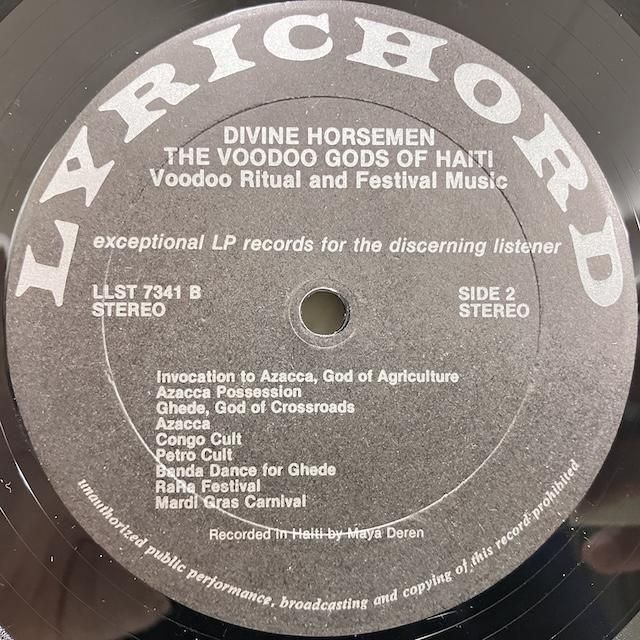 LYRICHORD
DIVINE HORSEMEN
THE VOODOO GODS OF HAITI
Voodoo Ritual and Festival Music
exceptional LP records for the discerning listener
LLST 7341 B
STEREO
SIDE 2
STEREO
Invocation to Azacca, God of Agriculture
Azacca Possession
Ghede, God of Crossroads
Azacca
Congo Cult
Petro Cult
Banda Dance for Ghede
RaRa Festival
Mardi Gras Carnival
Recorded in Haiti by Maya Deren
unauthorized public performance, broadcasting and copying of this record prohibited